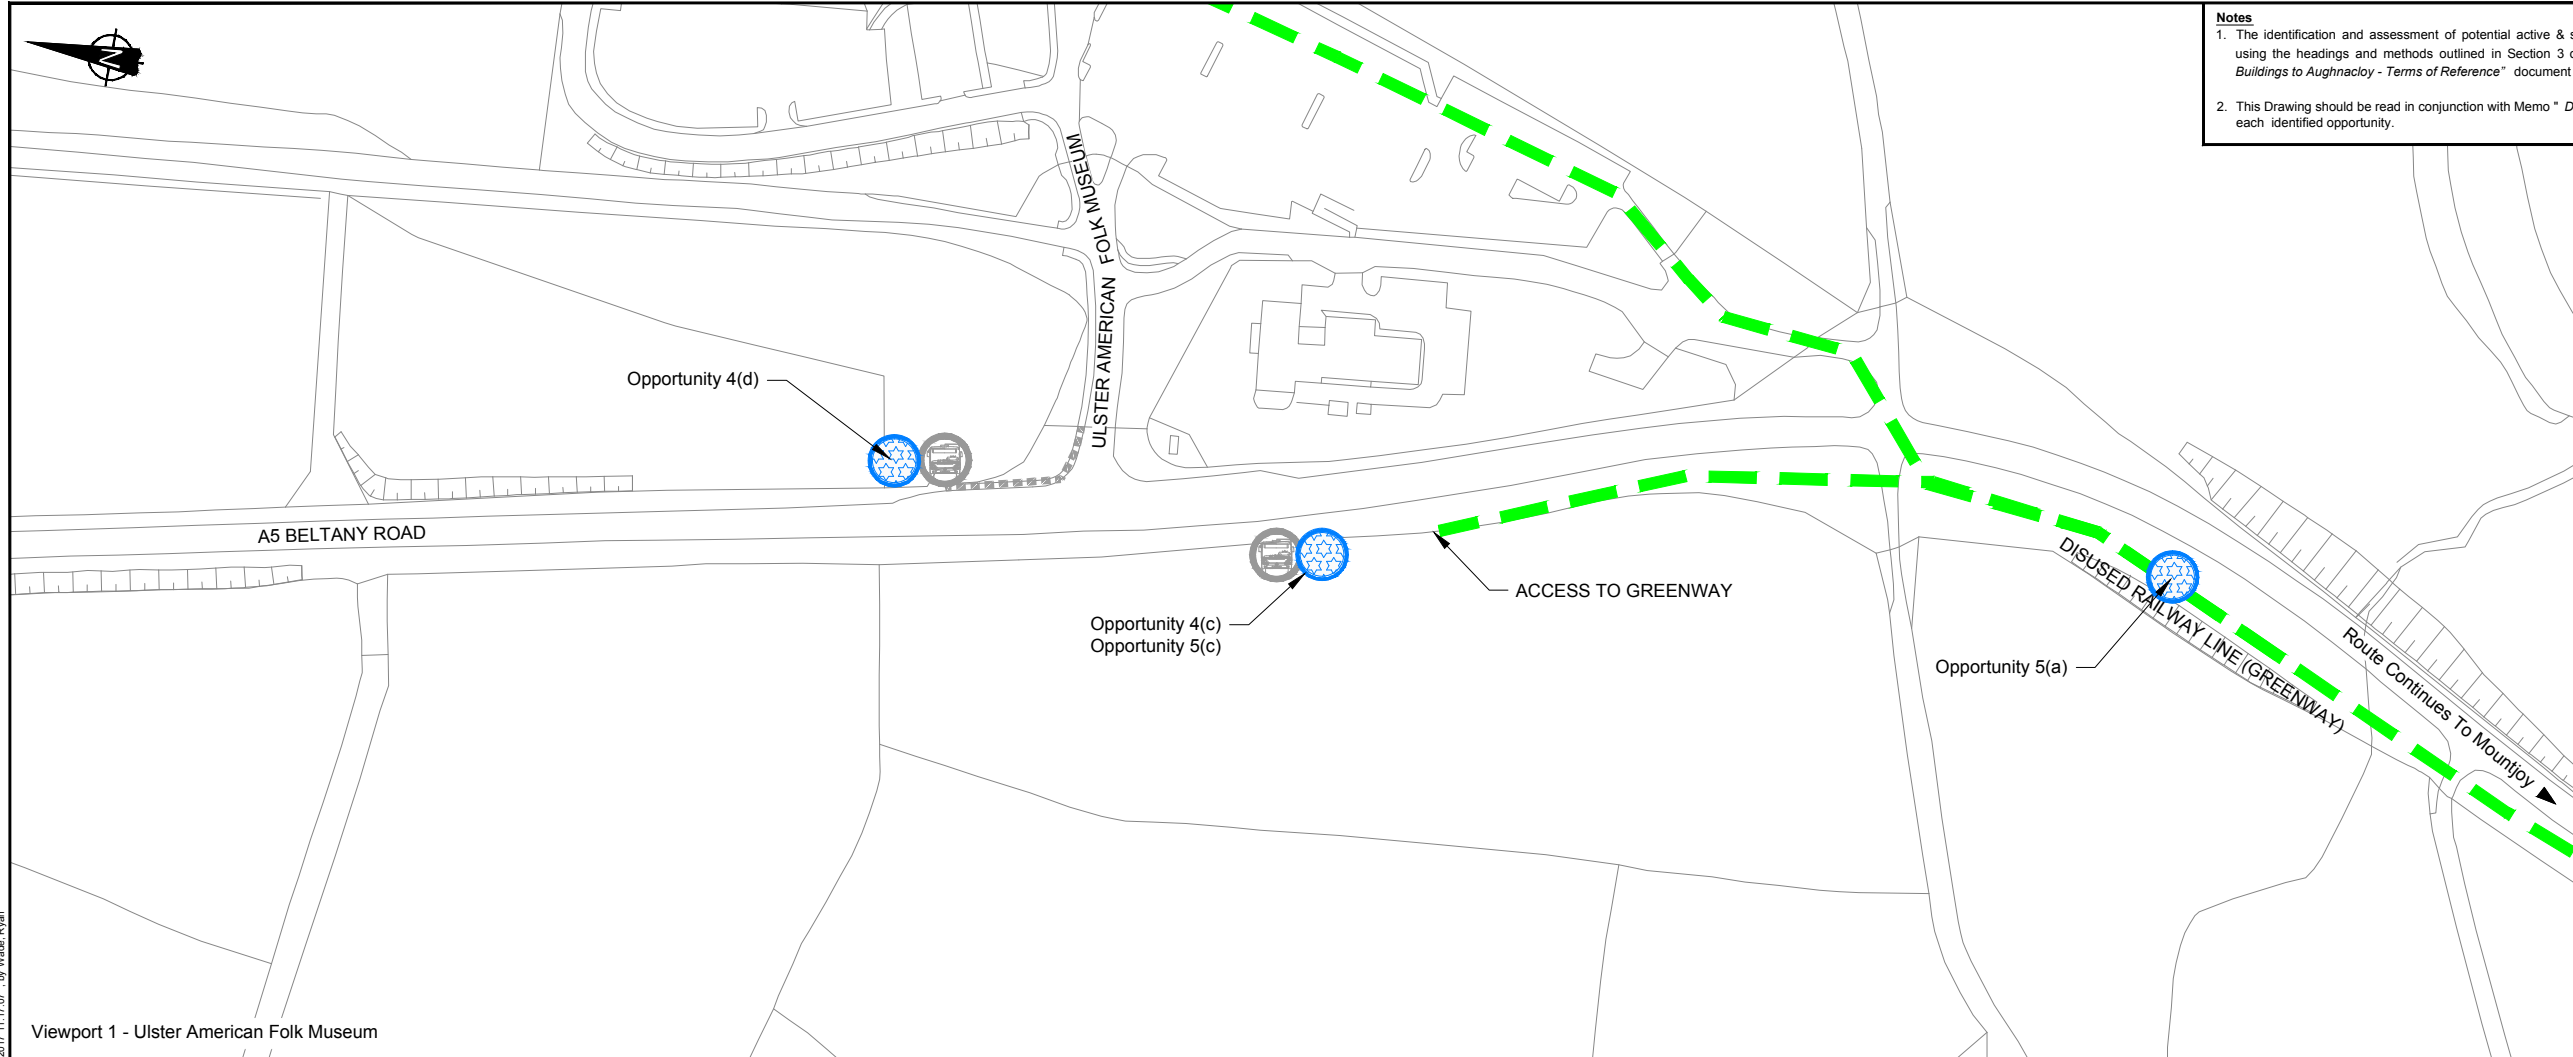 Notes
1. The identification and assessment of potential active & s
using the headings and methods outlined in Section 3
Buildings to Aughnacloy - Terms of Reference" document
2. This Drawing should be read in conjunction with Memo " D
each identified opportunity.
N
ULSTER AMERICAN FOLK MUSEUM
Opportunity 4(d)
A5 BELTANY ROAD
ACCESS TO GREENWAY
Opportunity 4(c)
Opportunity 5(c)
DISUSED RAILWAY LINE (GREENWAY)
Opportunity 5(a)
Route Continues To Mountjoy
Viewport 1 - Ulster American Folk Museum
by Wade, Ryan